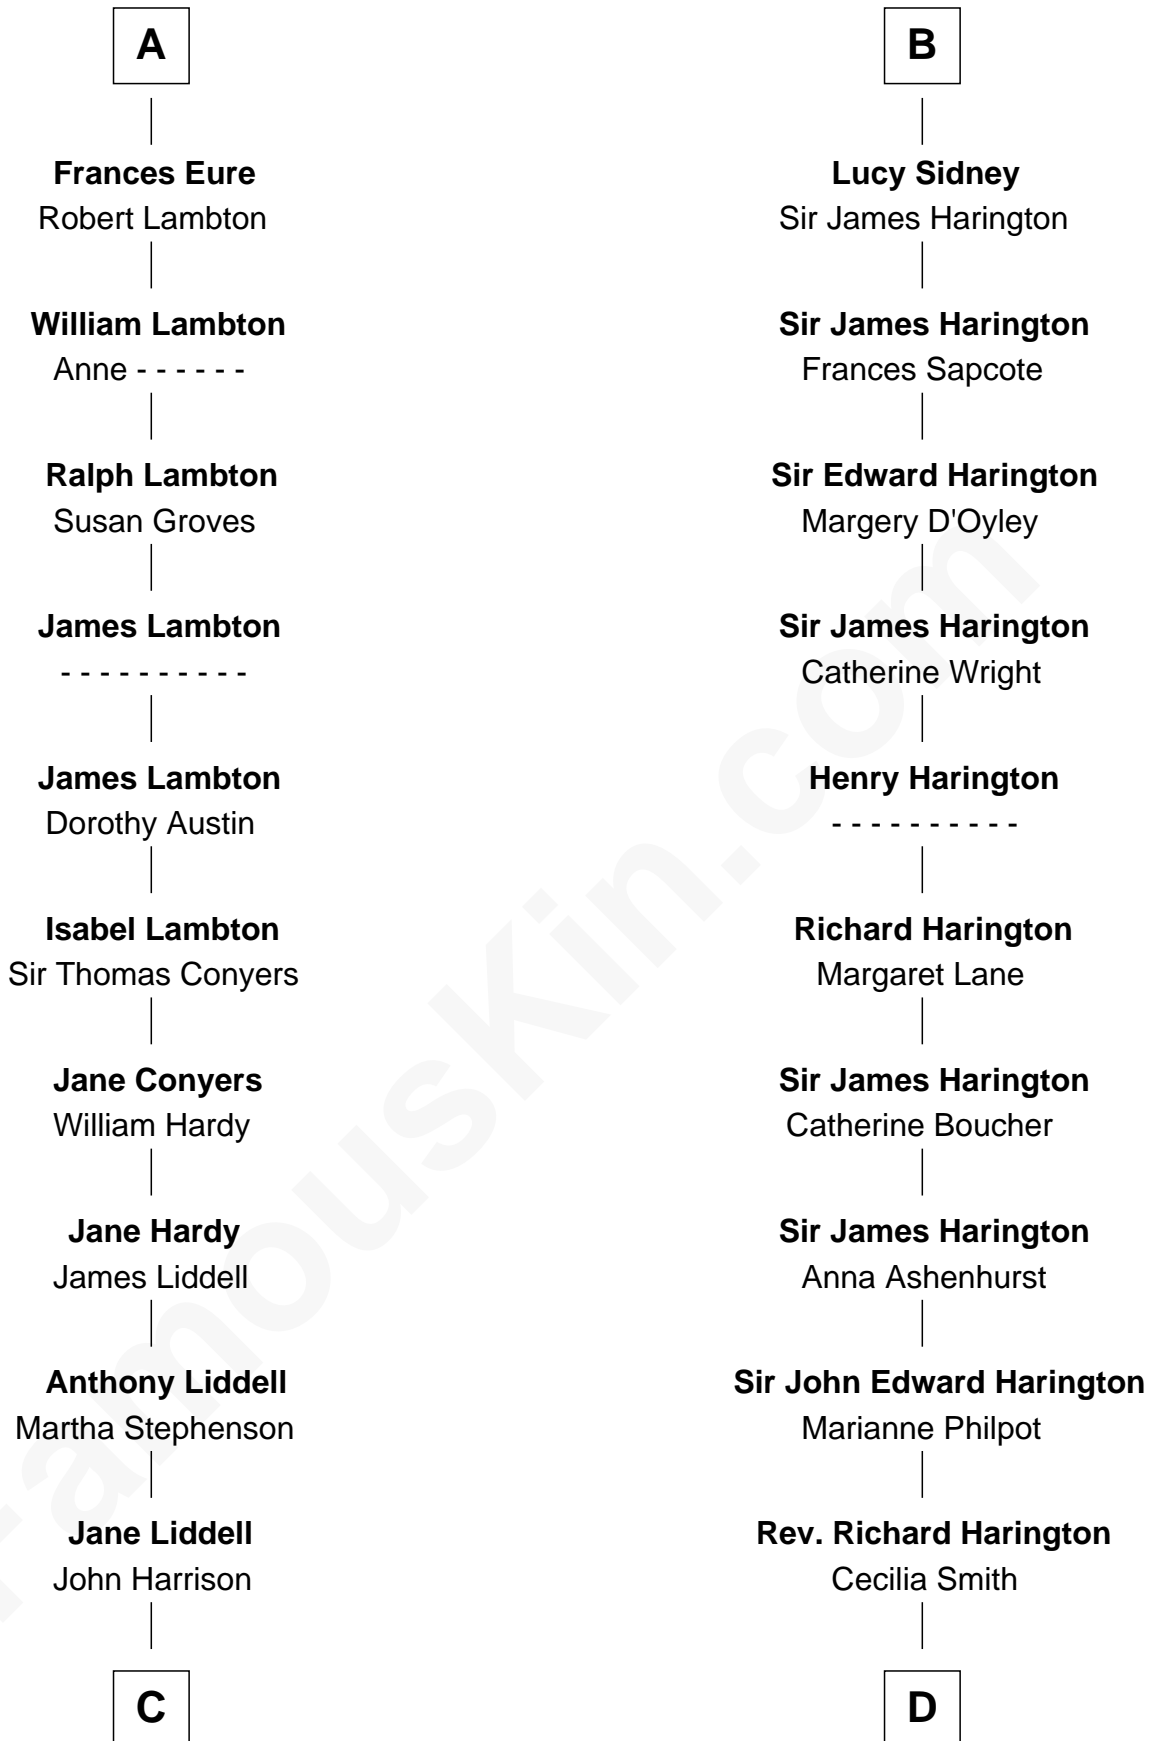 A
Frances Eure
Robert Lambton
William Lambton
Anne - - - - - -
Ralph Lambton
Susan Groves
James Lambton
- - - - - - - - - -
James Lambton
Dorothy Austin
Isabel Lambton
Sir Thomas Conyers
Jane Conyers
William Hardy
Jane Hardy
James Liddell
Anthony Liddell
Martha Stephenson
Jane Liddell
John Harrison
C
B
Lucy Sidney
Sir James Harington
Sir James Harington
Frances Sapcote
Sir Edward Harington
Margery D'Oyley
Sir James Harington
Catherine Wright
Henry Harington
- - - - - - - - - -
Richard Harington
Margaret Lane
Sir James Harington
Catherine Boucher
Sir James Harington
Anna Ashenhurst
Sir John Edward Harington
Marianne Philpot
Rev. Richard Harington
Cecilia Smith
D
FamousKin.com